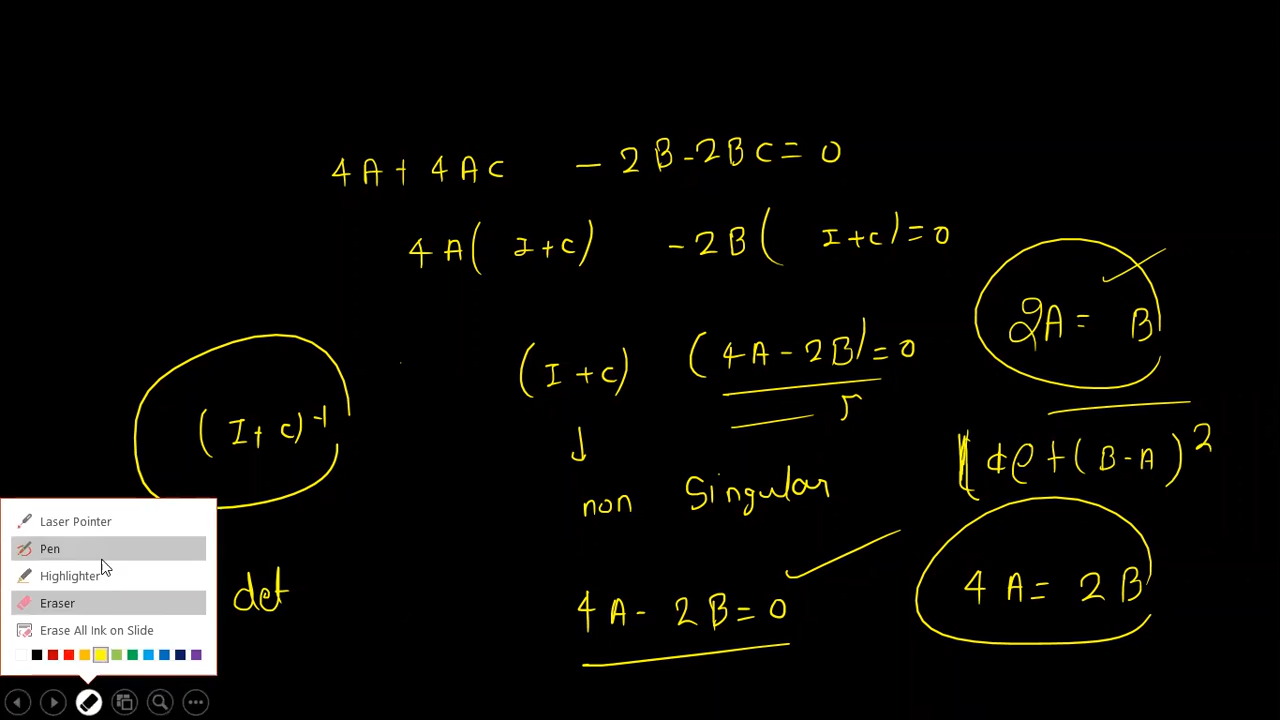 4A + 4AC - 2B - 2BC = 0
4A( I+C) - 2B( I+C) = 0
2A = B
(I+C) (4A - 2B) = 0
(I+C)⁻¹
+ (B-A)²
↓
non Singular
4A = 2B
det
4A - 2B = 0
Laser Pointer
Pen
Highlighter
Eraser
Erase All Ink on Slide